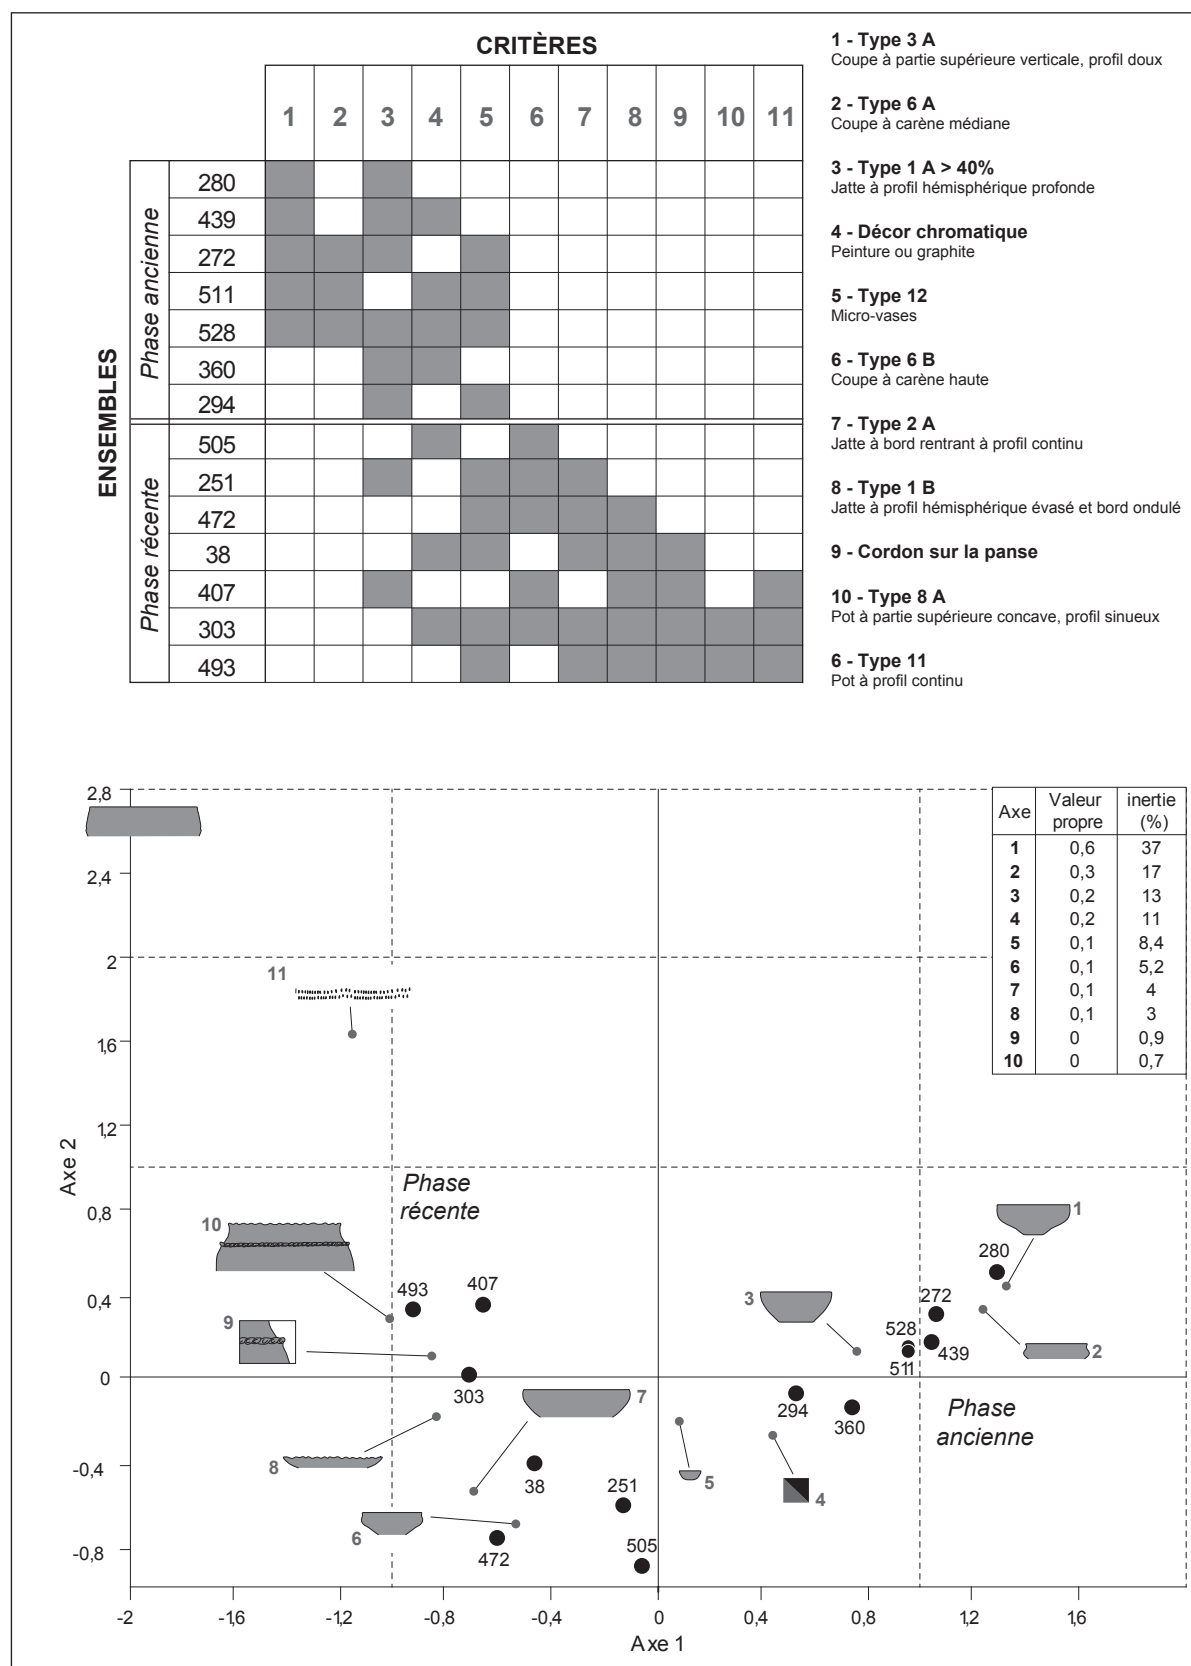 CRITÈRES
1 2 3 4 5 6 7 8 9 10 11
ENSEMBLES
Phase ancienne
280
439
272
511
528
360
294
Phase récente
505
251
472
38
407
303
493
1 - Type 3 A
Coupe à partie supérieure verticale, profil doux
2 - Type 6 A
Coupe à carène médiane
3 - Type 1 A > 40%
Jatte à profil hémisphérique profonde
4 - Décor chromatique
Peinture ou graphite
5 - Type 12
Micro-vases
6 - Type 6 B
Coupe à carène haute
7 - Type 2 A
Jatte à bord rentrant à profil continu
8 - Type 1 B
Jatte à profil hémisphérique évasé et bord ondulé
9 - Cordon sur la panse
10 - Type 8 A
Pot à partie supérieure concave, profil sinueux
6 - Type 11
Pot à profil continu
Axe Valeur propre inertie (%)
1 0,6 37
2 0,3 17
3 0,2 13
4 0,2 11
5 0,1 8,4
6 0,1 5,2
7 0,1 4
8 0,1 3
9 0 0,9
10 0 0,7
Axe 2
2,8
2,4
2
1,6
1,2
0,8
0,4
0
-0,4
-0,8
11
Phase
récente
10
493
407
9
303
7
8
38
251
6
472
505
1
280
3
272
528
439
511
2
294
360
Phase
ancienne
5
4
-2 -1,6 -1,2 -0,8 -0,4 0 0,4 0,8 1,2 1,6
Axe 1